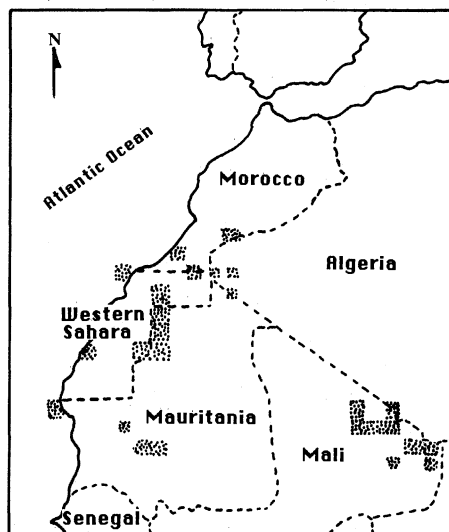 N
Atlantic Ocean
Morocco
Algeria
Western
Sahara
Mauritania
Mali
Senegal